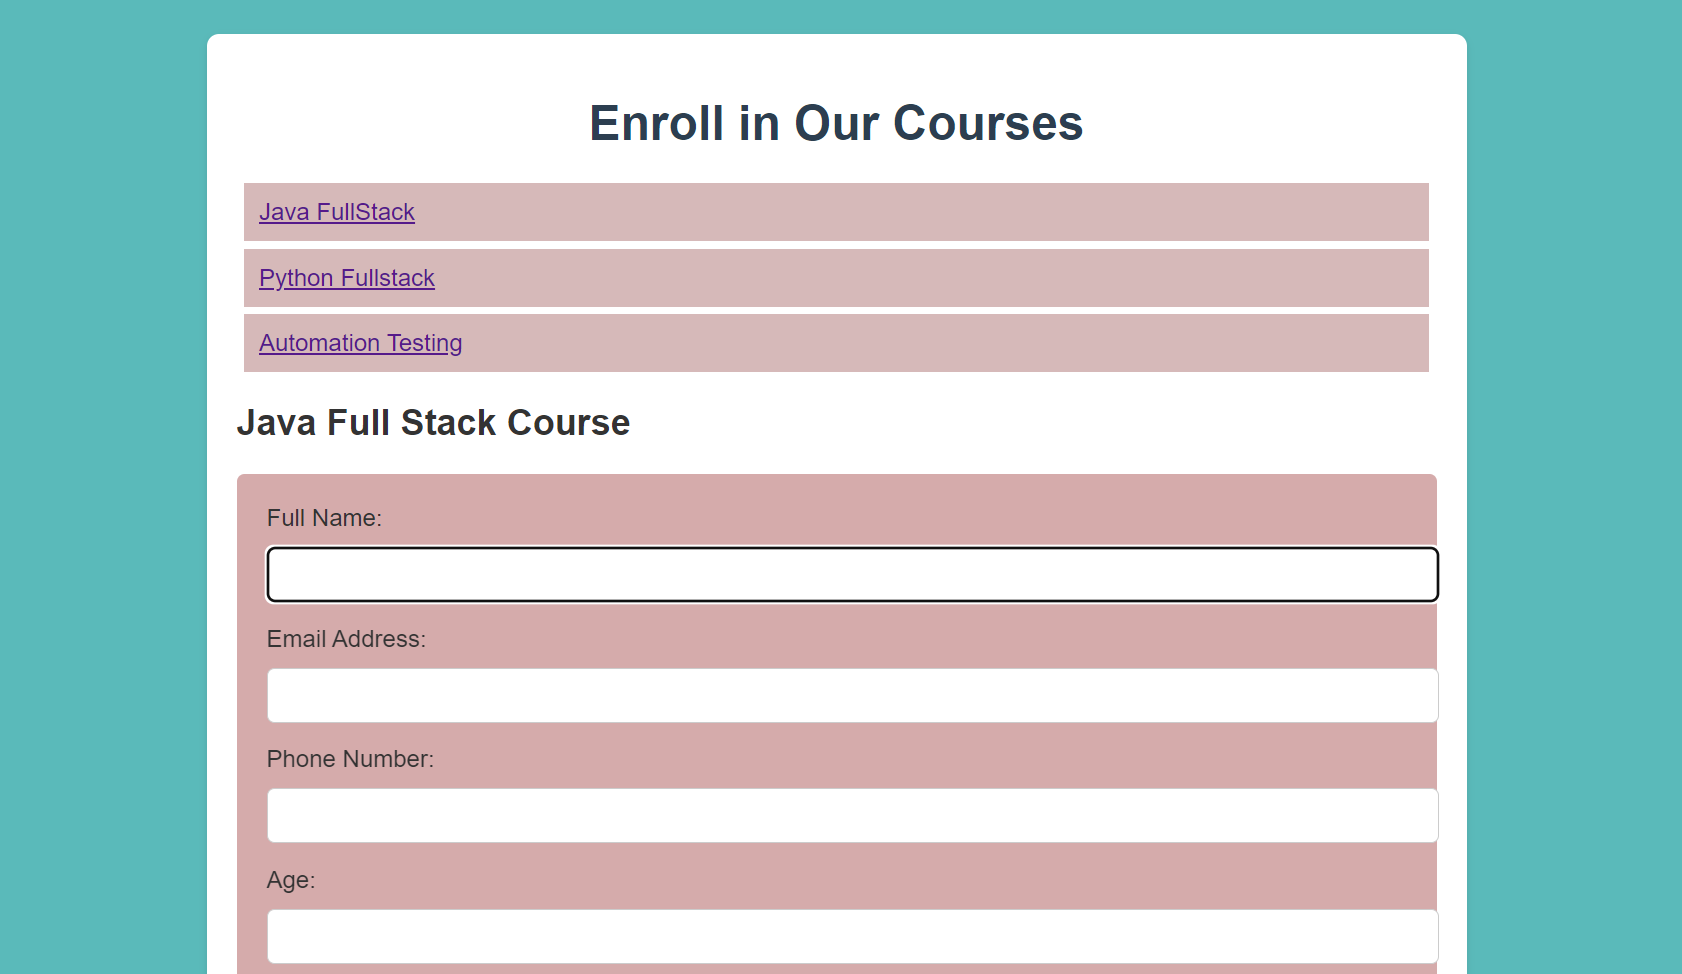 Enroll in Our Courses
Java FullStack
Python Fullstack
Automation Testing
Java Full Stack Course
Full Name:
Email Address:
Phone Number:
Age: